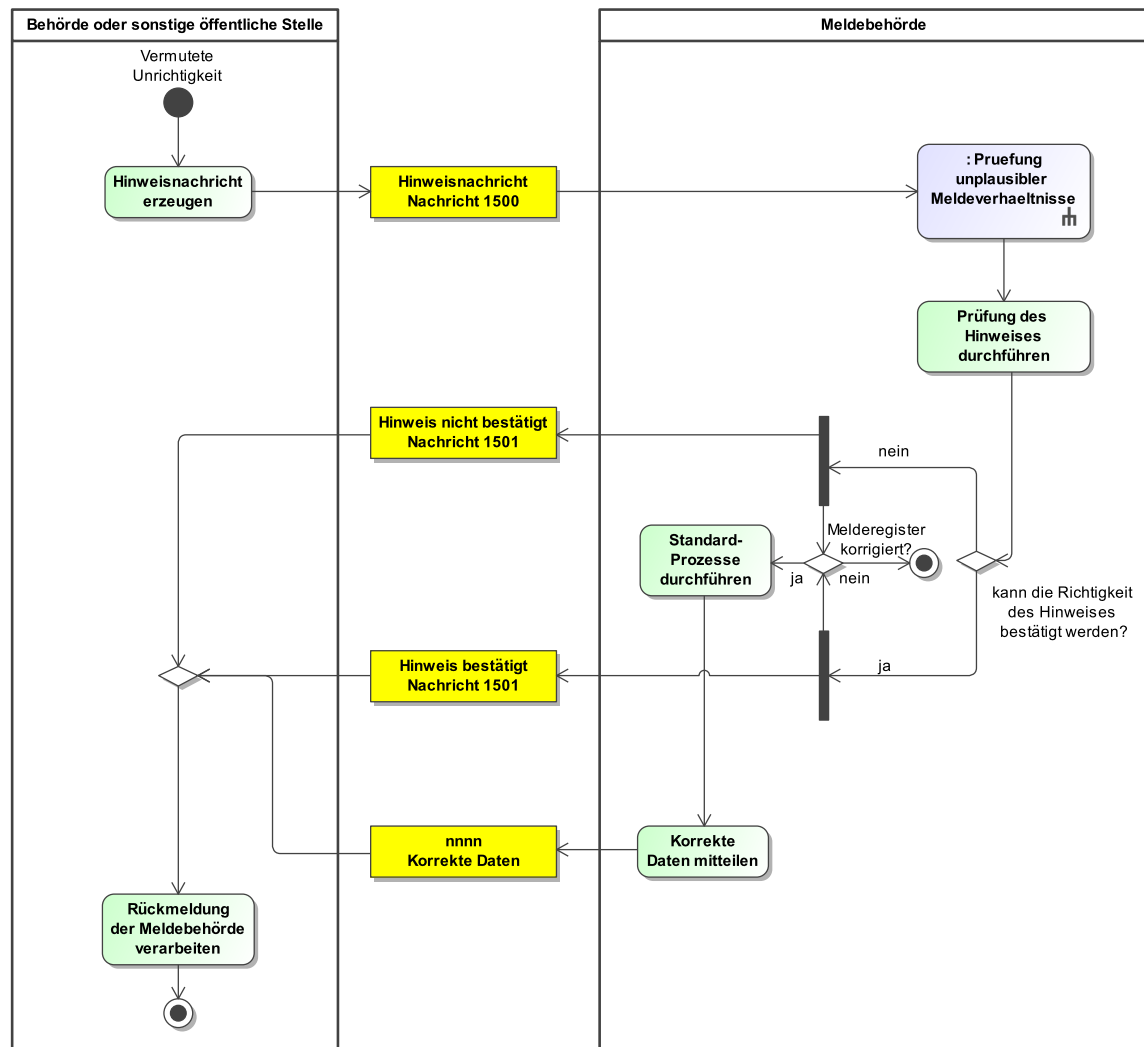 Behörde oder sonstige öffentliche Stelle
Meldebehörde
Vermutete
Unrichtigkeit
Hinweisnachricht
erzeugen
Hinweisnachricht
Nachricht 1500
: Pruefung
unplausibler
Meldeverhaeltnisse
Prüfung des
Hinweises
durchführen
Hinweis nicht bestätigt
Nachricht 1501
nein
Standard-
Prozesse
durchführen
Melderegister
korrigiert?
ja
nein
kann die Richtigkeit
des Hinweises
bestätigt werden?
Hinweis bestätigt
Nachricht 1501
ja
nnnn
Korrekte Daten
Korrekte
Daten mitteilen
Rückmeldung
der Meldebehörde
verarbeiten